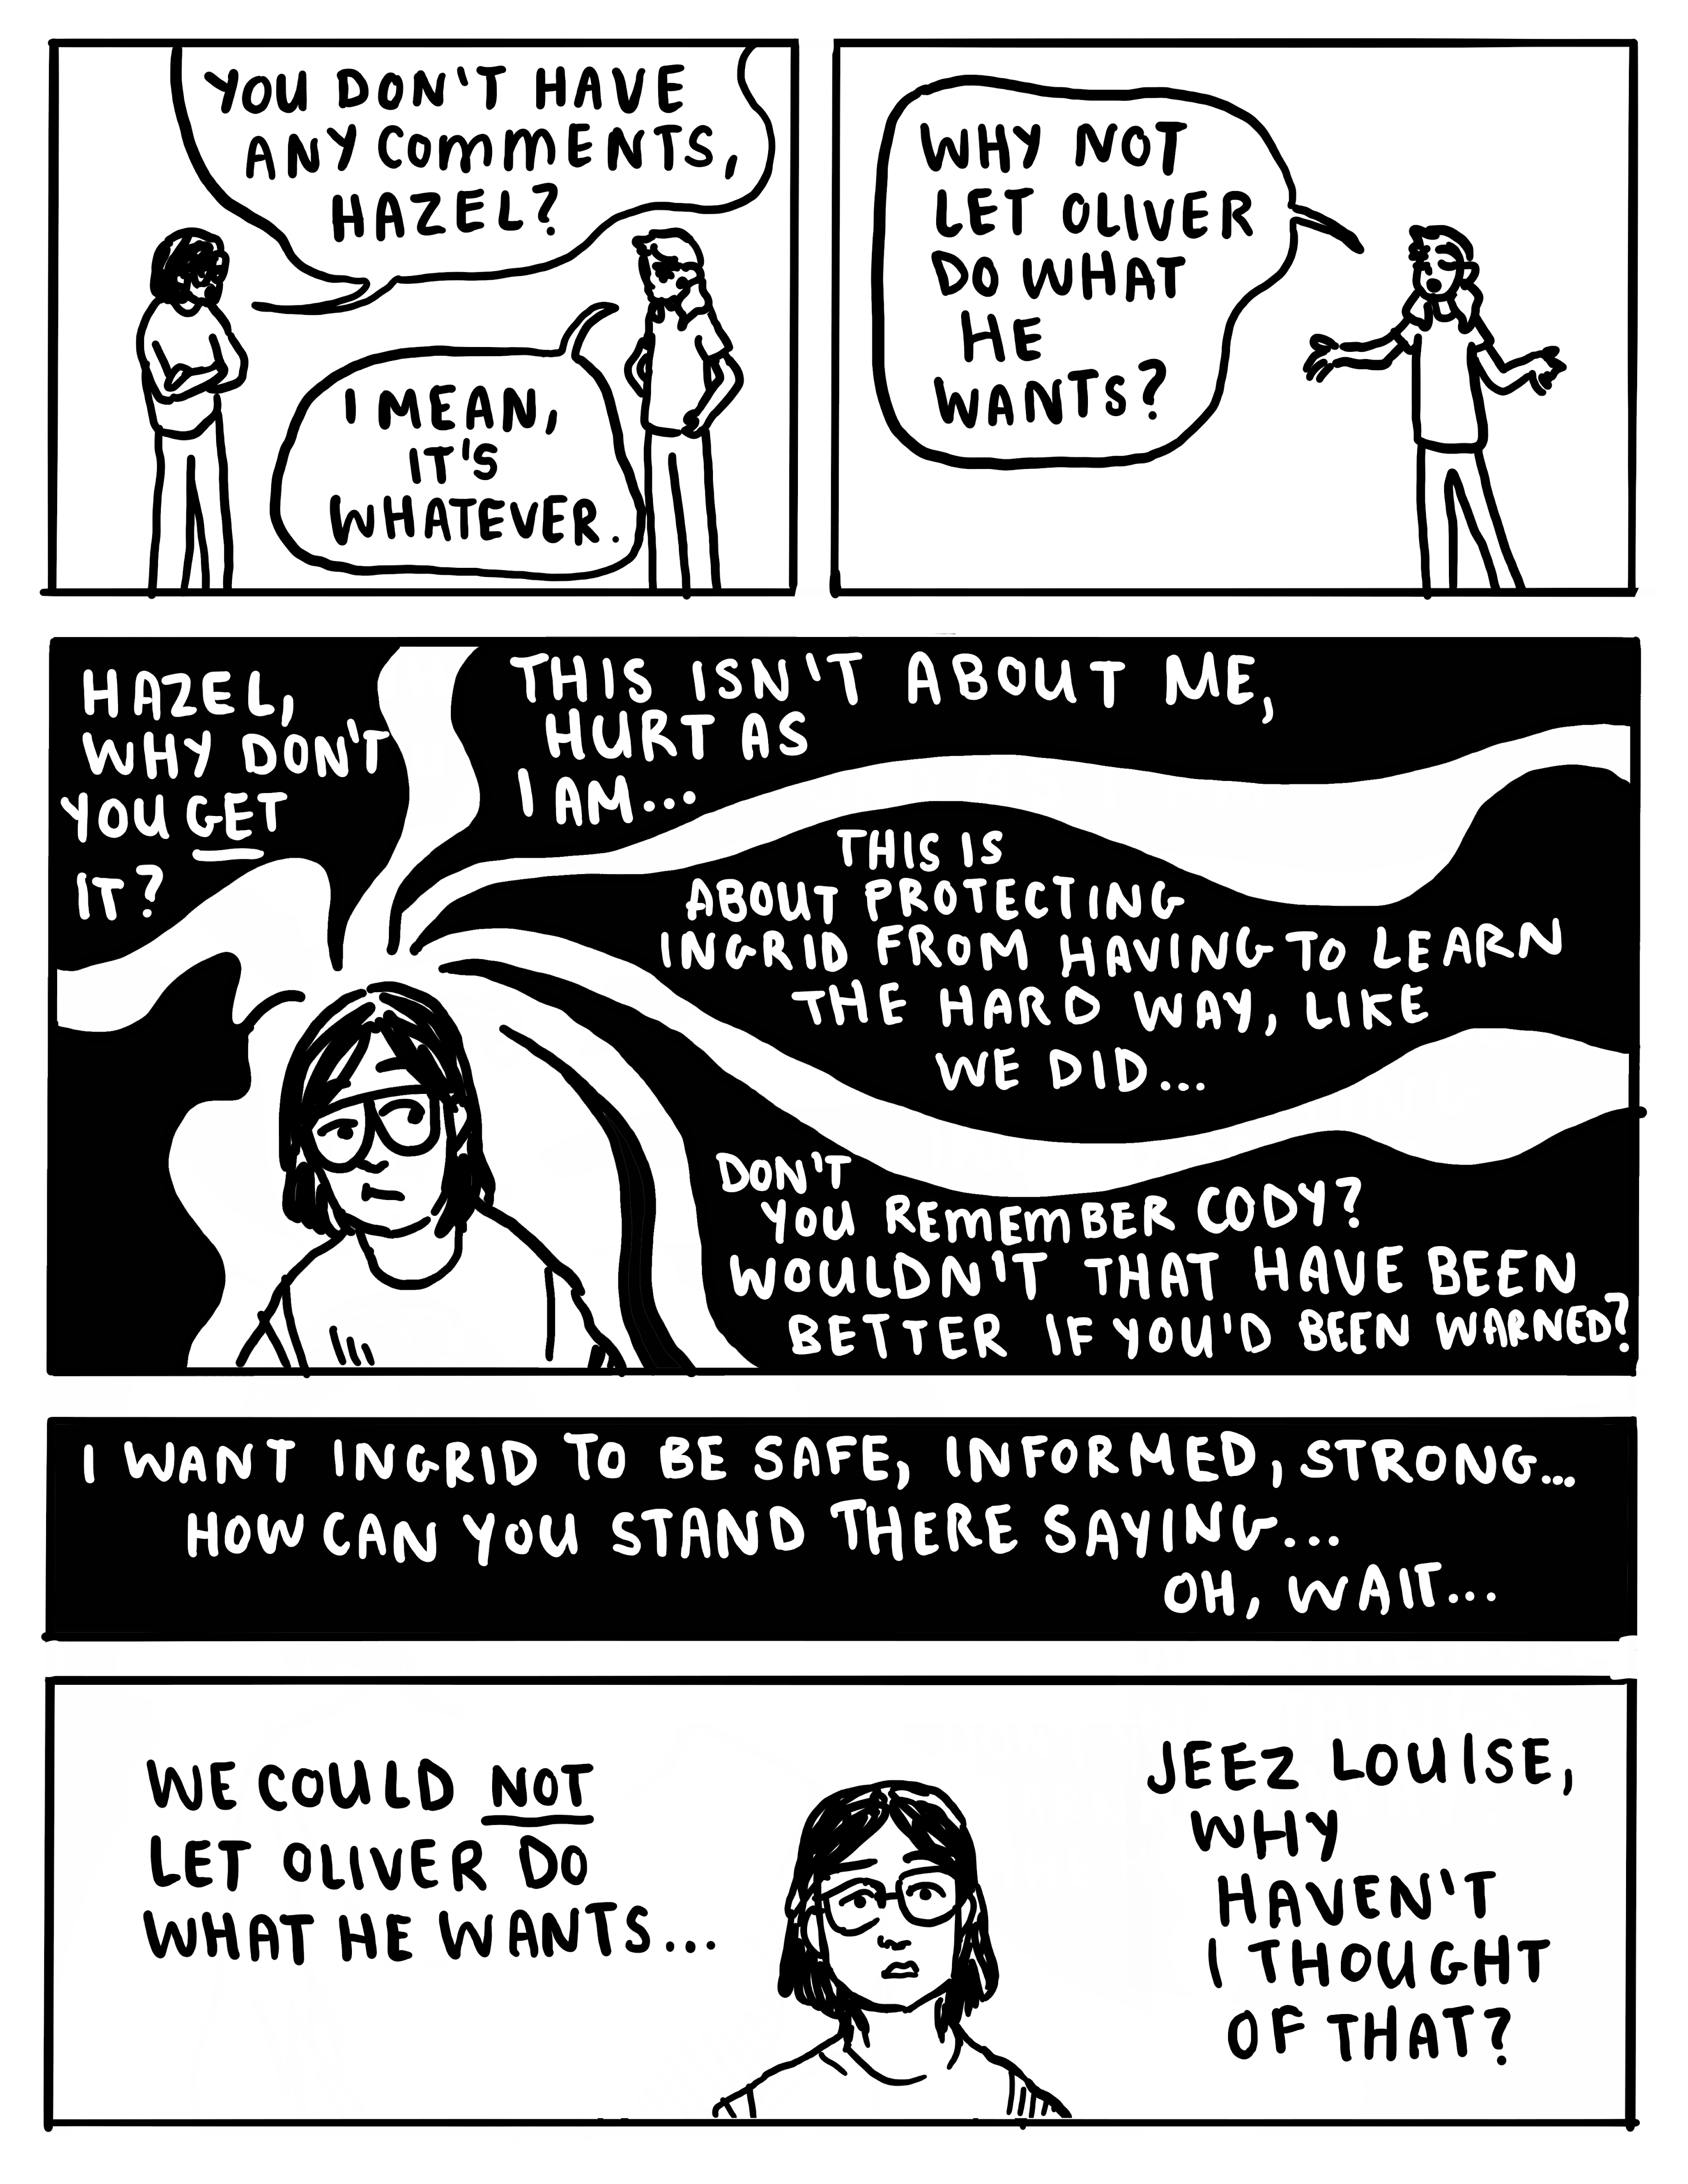 YOU DON'T HAVE
ANY COMMENTS,
HAZEL?
I MEAN,
IT'S
WHATEVER.
WHY NOT
LET OLIVER
DO WHAT
HE
WANTS?
HAZEL,
WHY DON'T
YOU GET
IT?
THIS ISN'T ABOUT ME,
HURT AS
I AM...
THIS IS
ABOUT PROTECTING
INGRID FROM HAVING TO LEARN
THE HARD WAY, LIKE
WE DID...
DON'T
YOU REMEMBER CODY?
WOULDN'T THAT HAVE BEEN
BETTER IF YOU'D BEEN WARNED?
I WANT INGRID TO BE SAFE, INFORMED, STRONG...
HOW CAN YOU STAND THERE SAYING...
OH, WAIT...
WE COULD NOT
LET OLIVER DO
WHAT HE WANTS...
JEEZ LOUISE,
WHY
HAVEN'T
I THOUGHT
OF THAT?